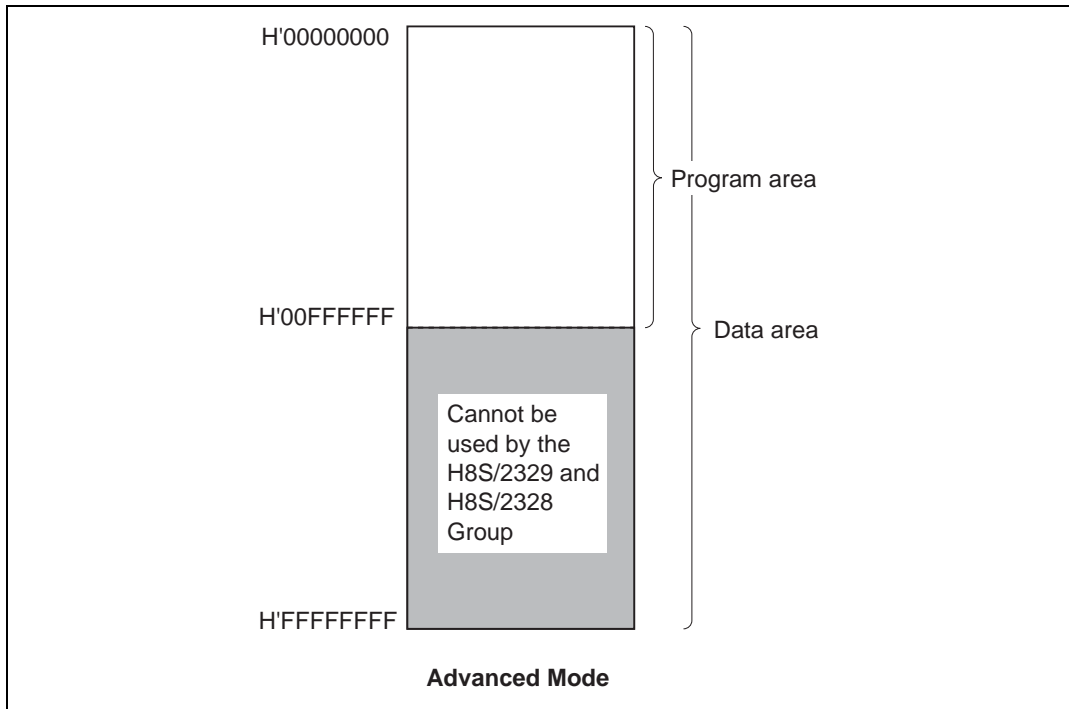 H'00000000
Program area
H'00FFFFFF
Data area
Cannot be
used by the
H8S/2329 and
H8S/2328
Group
H'FFFFFFFF
Advanced Mode